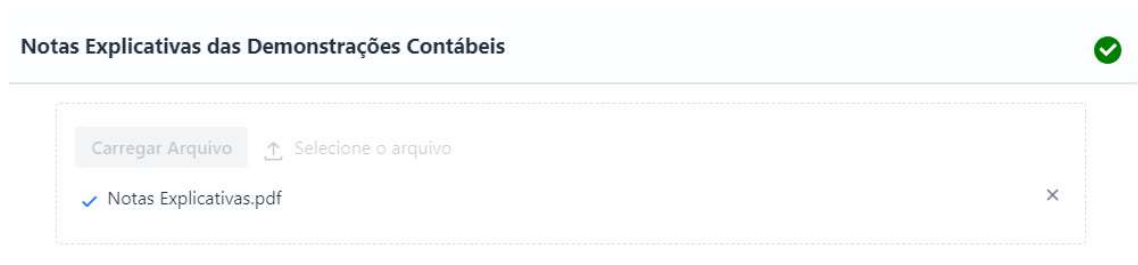 Notas Explicativas das Demonstrações Contábeis
Carregar Arquivo Selecione o arquivo
Notas Explicativas.pdf